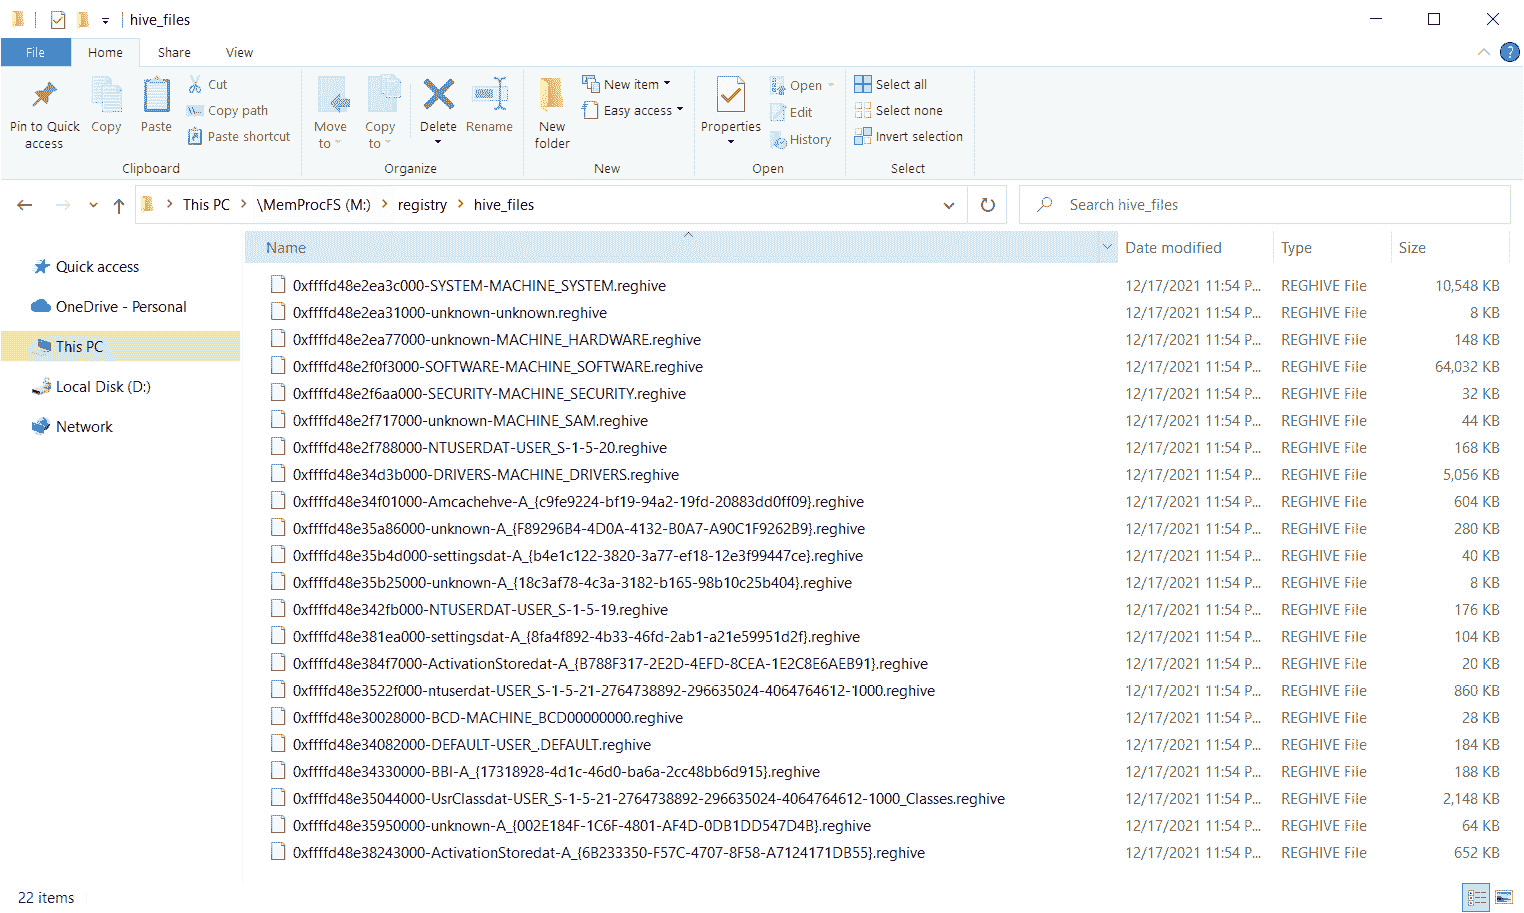 hive_files
File Home Share View
Pin to Quick access
Copy
Paste
Cut
Copy path
Paste shortcut
Clipboard
Move to
Copy to
Delete
Rename
Organize
New folder
New item
Easy access
New
Properties
Open
Edit
History
Open
Select all
Select none
Invert selection
Select
This PC > \MemProcFS (M:) > registry > hive_files
Search hive_files
Quick access
OneDrive - Personal
This PC
Local Disk (D:)
Network
Name Date modified Type Size
0xffffd48e2ea3c000-SYSTEM-MACHINE_SYSTEM.reghive 12/17/2021 11:54 P... REGHIVE File 10,548 KB
0xffffd48e2ea31000-unknown-unknown.reghive 12/17/2021 11:54 P... REGHIVE File 8 KB
0xffffd48e2ea77000-unknown-MACHINE_HARDWARE.reghive 12/17/2021 11:54 P... REGHIVE File 148 KB
0xffffd48e2f0f3000-SOFTWARE-MACHINE_SOFTWARE.reghive 12/17/2021 11:54 P... REGHIVE File 64,032 KB
0xffffd48e2f6aa000-SECURITY-MACHINE_SECURITY.reghive 12/17/2021 11:54 P... REGHIVE File 32 KB
0xffffd48e2f717000-unknown-MACHINE_SAM.reghive 12/17/2021 11:54 P... REGHIVE File 44 KB
0xffffd48e2f788000-NTUSERDAT-USER_S-1-5-20.reghive 12/17/2021 11:54 P... REGHIVE File 168 KB
0xffffd48e34d3b000-DRIVERS-MACHINE_DRIVERS.reghive 12/17/2021 11:54 P... REGHIVE File 5,056 KB
0xffffd48e34f01000-Amcachehve-A_{c9fe9224-bf19-94a2-19fd-20883dd0ff09}.reghive 12/17/2021 11:54 P... REGHIVE File 604 KB
0xffffd48e35a86000-unknown-A_{F89296B4-4D0A-4132-B0A7-A90C1F9262B9}.reghive 12/17/2021 11:54 P... REGHIVE File 280 KB
0xffffd48e35b4d000-settingsdat-A_{b4e1c122-3820-3a77-ef18-12e3f99447ce}.reghive 12/17/2021 11:54 P... REGHIVE File 40 KB
0xffffd48e35b25000-unknown-A_{18c3af78-4c3a-3182-b165-98b10c25b404}.reghive 12/17/2021 11:54 P... REGHIVE File 8 KB
0xffffd48e342fb000-NTUSERDAT-USER_S-1-5-19.reghive 12/17/2021 11:54 P... REGHIVE File 176 KB
0xffffd48e381ea000-settingsdat-A_{8fa4f892-4b33-46fd-2ab1-a21e59951d2f}.reghive 12/17/2021 11:54 P... REGHIVE File 104 KB
0xffffd48e384f7000-ActivationStoredat-A_{B788F317-2E2D-4EFD-8CEA-1E2C8E6AEB91}.reghive 12/17/2021 11:54 P... REGHIVE File 20 KB
0xffffd48e3522f000-ntuserdat-USER_S-1-5-21-2764738892-296635024-4064764612-1000.reghive 12/17/2021 11:54 P... REGHIVE File 860 KB
0xffffd48e30028000-BCD-MACHINE_BCD00000000.reghive 12/17/2021 11:54 P... REGHIVE File 28 KB
0xffffd48e34082000-DEFAULT-USER_.DEFAULT.reghive 12/17/2021 11:54 P... REGHIVE File 184 KB
0xffffd48e34330000-BBI-A_{17318928-4d1c-46d0-ba6a-2cc48bb6d915}.reghive 12/17/2021 11:54 P... REGHIVE File 188 KB
0xffffd48e35044000-UsrClassdat-USER_S-1-5-21-2764738892-296635024-4064764612-1000_Classes.reghive 12/17/2021 11:54 P... REGHIVE File 2,148 KB
0xffffd48e35950000-unknown-A_{002E184F-1C6F-4801-AF4D-0DB1DD547D4B}.reghive 12/17/2021 11:54 P... REGHIVE File 64 KB
0xffffd48e38243000-ActivationStoredat-A_{6B233350-F57C-4707-8F58-A7124171DB55}.reghive 12/17/2021 11:54 P... REGHIVE File 652 KB
22 items